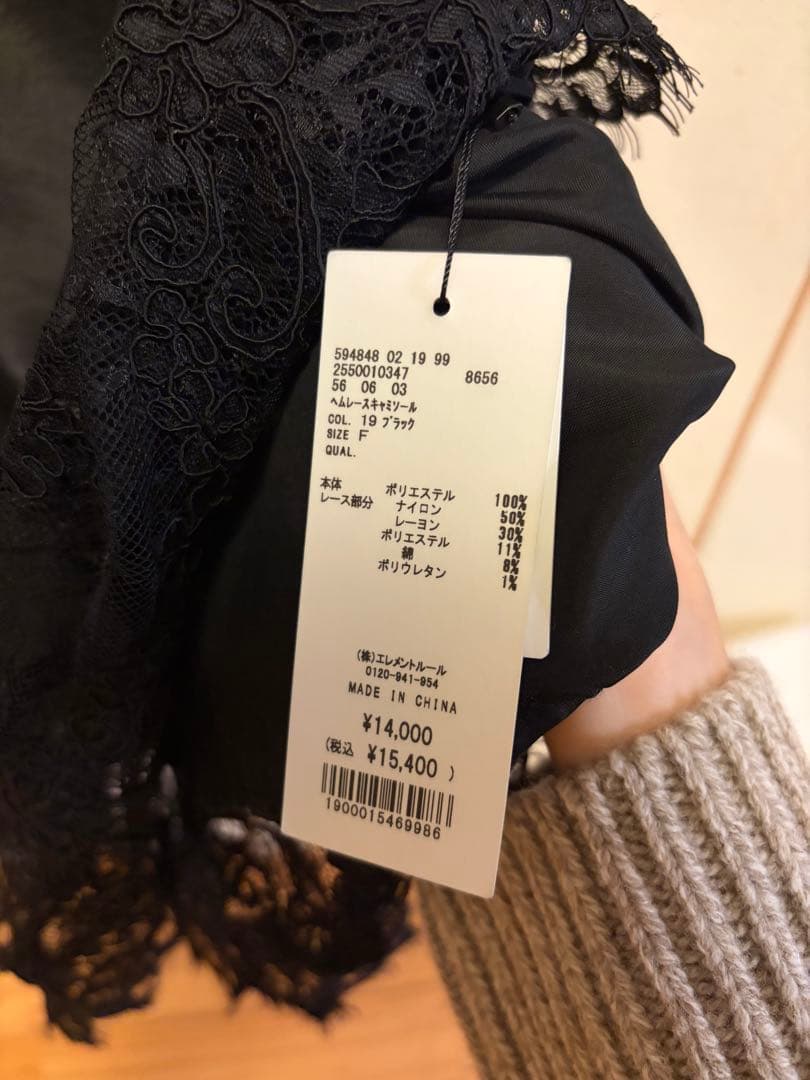 594848 02 19 99
2550010347 8656
56 06 03
ヘムレースキャミソール
COL. 19 ブラック
SIZE F
QUAL.
本体 ポリエステル 100%
レース部分 ナイロン 50%
レーヨン 30%
ポリエステル 11%
綿 8%
ポリウレタン 1%
(株)エレメントルール
0120-941-954
MADE IN CHINA
¥14,000
(税込 ¥15,400 )
1900015469986